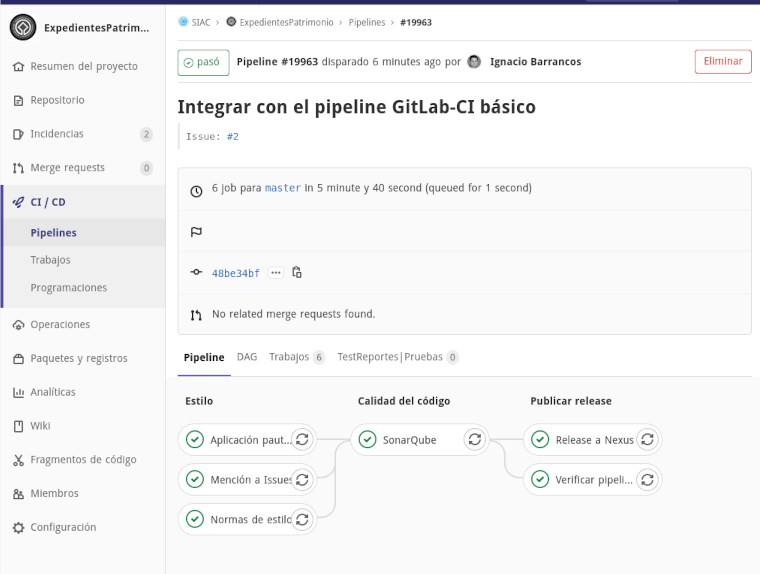 ExpedientesPatrim...
Resumen del proyecto
Repositorio
Incidencias 2
Merge requests 0
CI / CD
Pipelines
Trabajos
Programaciones
Operaciones
Paquetes y registros
Analíticas
Wiki
Fragmentos de código
Miembros
Configuración
SIAC > ExpedientesPatrimonio > Pipelines > #19963
pasó Pipeline #19963 disparado 6 minutes ago por Ignacio Barrancos Eliminar
Integrar con el pipeline GitLab-CI básico
Issue: #2
6 job para master in 5 minute y 40 second (queued for 1 second)
48be34bf ...
No related merge requests found.
Pipeline DAG Trabajos 6 TestReportes|Pruebas 0
Estilo Calidad del código Publicar release
Aplicación paut... SonarQube Release a Nexus
Mención a Issues Verificar pipeli...
Normas de estilo